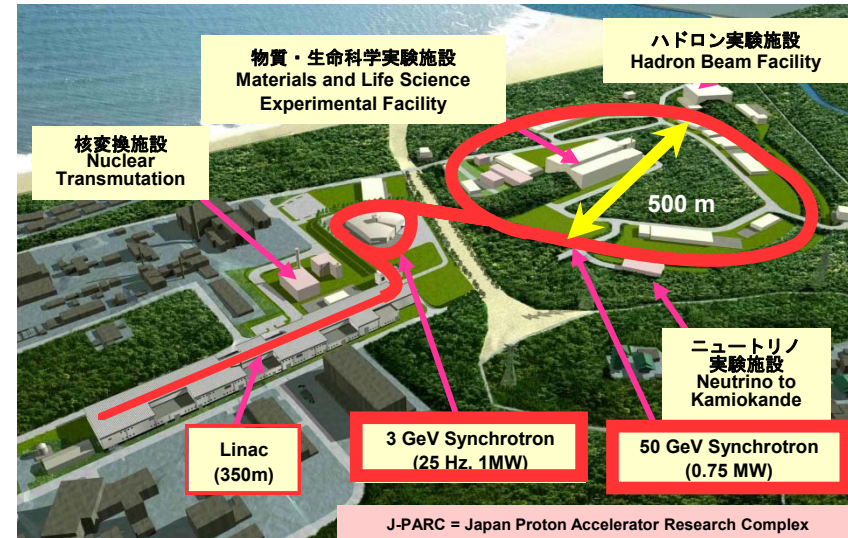 物質・生命科学実験施設
Materials and Life Science
Experimental Facility
ハドロン実験施設
Hadron Beam Facility
核変換施設
Nuclear
Transmutation
500 m
ニュートリノ
実験施設
Neutrino to
Kamiokande
Linac
(350m)
3 GeV Synchrotron
(25 Hz, 1MW)
50 GeV Synchrotron
(0.75 MW)
J-PARC = Japan Proton Accelerator Research Complex